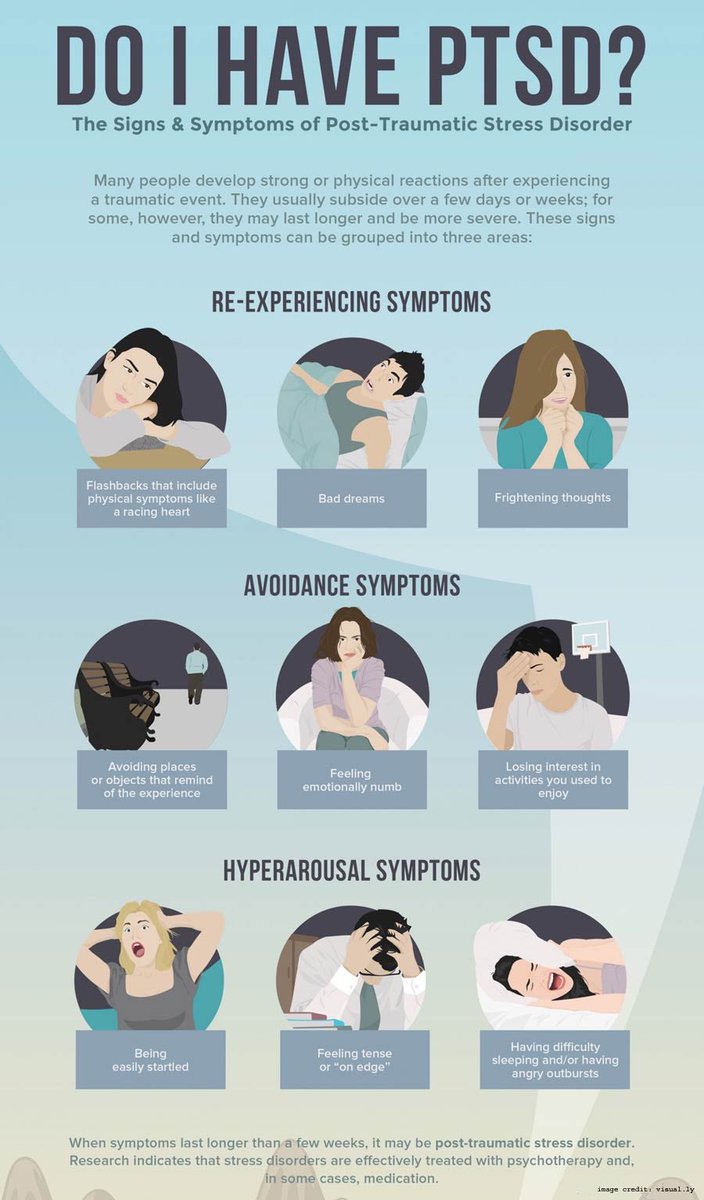 DO I HAVE PTSD?
The Signs & Symptoms of Post-Traumatic Stress Disorder
Many people develop strong or physical reactions after experiencing
a traumatic event. They usually subside over a few days or weeks; for
some, however, they may last longer and be more severe. These signs
and symptoms can be grouped into three areas:
RE-EXPERIENCING SYMPTOMS
Flashbacks that include
physical symptoms like
a racing heart
Bad dreams
Frightening thoughts
AVOIDANCE SYMPTOMS
Avoiding places
or objects that remind
of the experience
Feeling
emotionally numb
Losing interest in
activities you used to
enjoy
HYPERAROUSAL SYMPTOMS
Being
easily startled
Feeling tense
or “on edge”
Having difficulty
sleeping and/or having
angry outbursts
When symptoms last longer than a few weeks, it may be post-traumatic stress disorder.
Research indicates that stress disorders are effectively treated with psychotherapy and,
in some cases, medication.
image credit: visual.ly